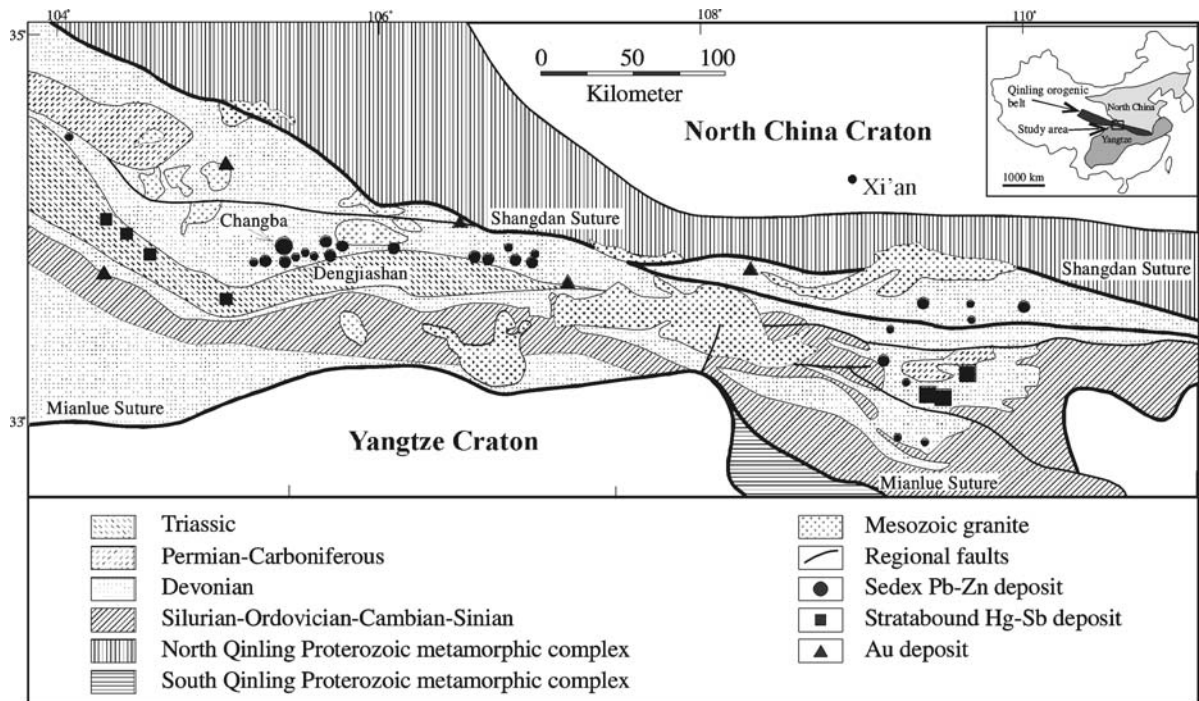 104°
106°
108°
110°
35°
0 50 100
Kilometer
North China Craton
Xi'an
Qinling orogenic
belt
North China
Study area
Yangtze
1000 km
Shangdan Suture
Changba
Dengjiashan
Shangdan Suture
Mianlue Suture
33°
Yangtze Craton
Mianlue Suture
Triassic
Permian-Carboniferous
Devonian
Silurian-Ordovician-Cambian-Sinian
North Qinling Proterozoic metamorphic complex
South Qinling Proterozoic metamorphic complex
Mesozoic granite
Regional faults
Sedex Pb-Zn deposit
Stratabound Hg-Sb deposit
Au deposit